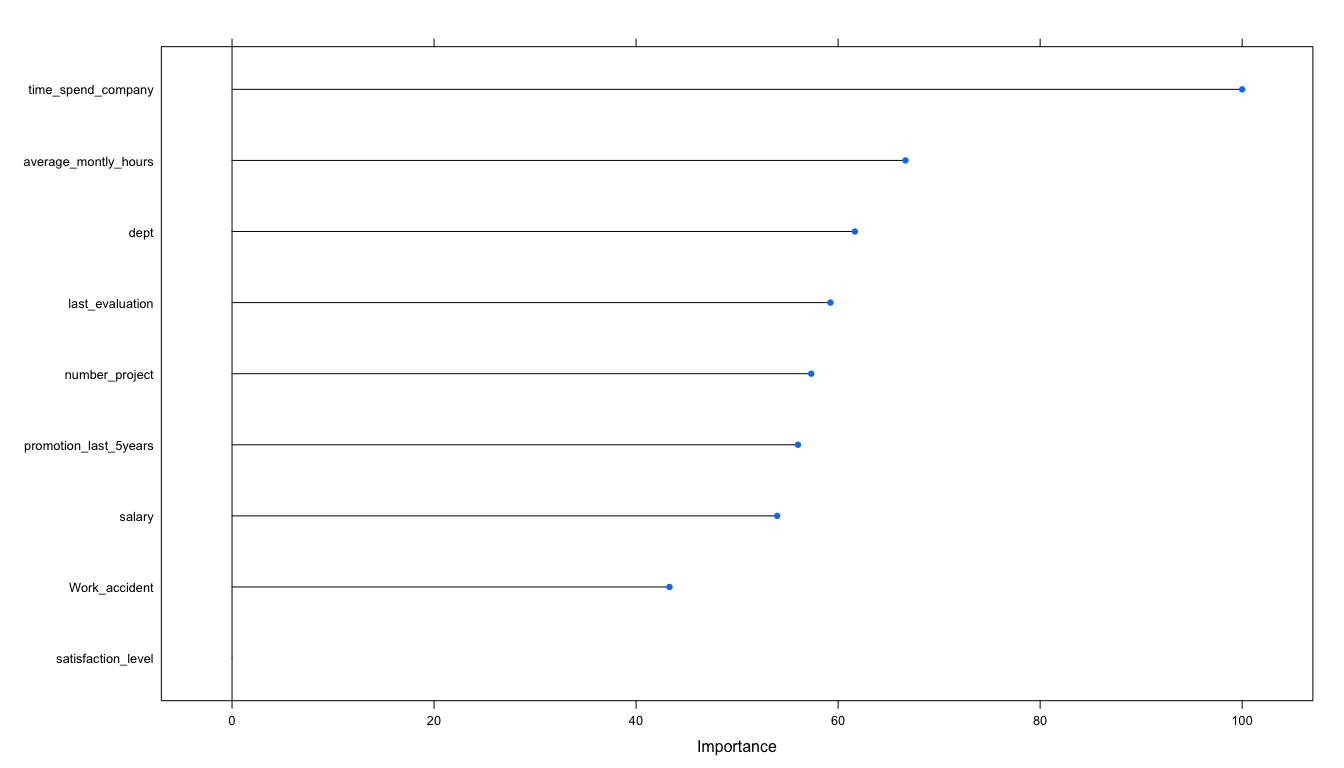 time_spend_company
average_montly_hours
dept
last_evaluation
number_project
promotion_last_5years
salary
Work_accident
satisfaction_level
0 20 40 60 80 100
Importance